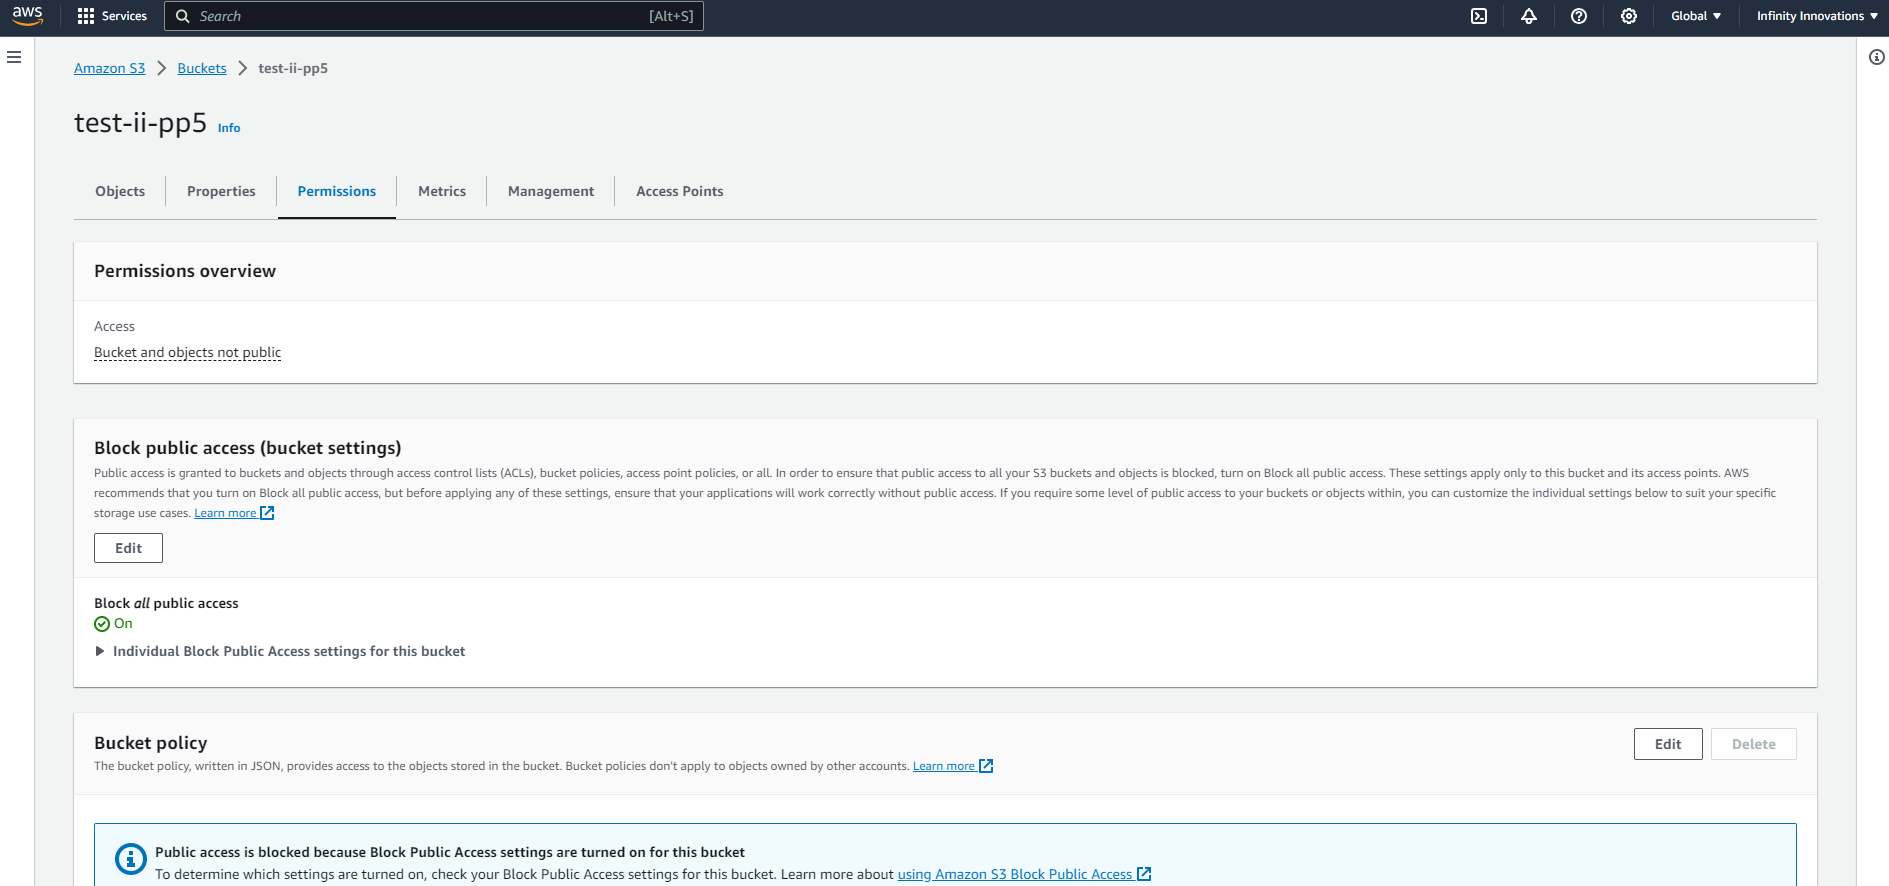 aws
Services
Search
[Alt+S]
Global
Infinity Innovations
Amazon S3
Buckets
test-ii-pp5
test-ii-pp5
Info
Objects
Properties
Permissions
Metrics
Management
Access Points
Permissions overview
Access
Bucket and objects not public
Block public access (bucket settings)
Public access is granted to buckets and objects through access control lists (ACLs), bucket policies, access point policies, or all. In order to ensure that public access to all your S3 buckets and objects is blocked, turn on Block all public access. These settings apply only to this bucket and its access points. AWS
recommends that you turn on Block all public access, but before applying any of these settings, ensure that your applications will work correctly without public access. If you require some level of public access to your buckets or objects within, you can customize the individual settings below to suit your specific
storage use cases. Learn more
Edit
Block all public access
On
Individual Block Public Access settings for this bucket
Bucket policy
Edit
Delete
The bucket policy, written in JSON, provides access to the objects stored in the bucket. Bucket policies don't apply to objects owned by other accounts. Learn more
Public access is blocked because Block Public Access settings are turned on for this bucket
To determine which settings are turned on, check your Block Public Access settings for this bucket. Learn more about using Amazon S3 Block Public Access